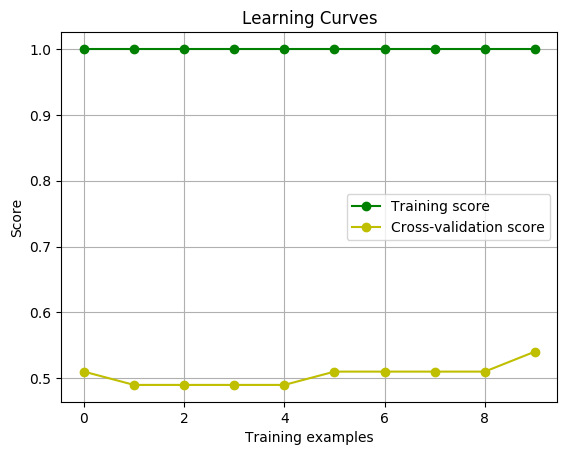 Learning Curves
1.0
0.9
0.8
0.7
0.6
0.5
Score
Training score
Cross-validation score
0 2 4 6 8
Training examples